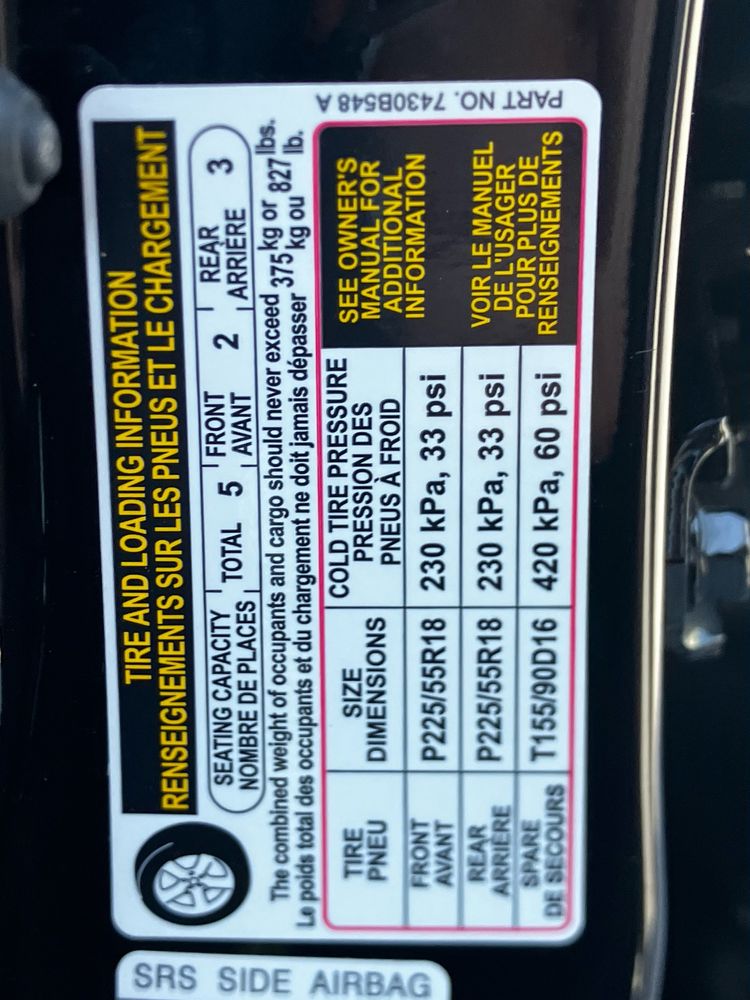 PART NO. 7430B548 A
TIRE AND LOADING INFORMATION
RENSEIGNEMENTS SUR LES PNEUS ET LE CHARGEMENT
SEATING CAPACITY
NOMBRE DE PLACES
TOTAL 5
FRONT
AVANT
2
REAR
ARRIÈRE
3
The combined weight of occupants and cargo should never exceed 375 kg or 827 lbs.
Le poids total des occupants et du chargement ne doit jamais dépasser 375 kg ou 827 lb.
TIRE
PNEU
SIZE
DIMENSIONS
COLD TIRE PRESSURE
PRESSION DES
PNEUS À FROID
FRONT
AVANT
P225/55R18
230 kPa, 33 psi
REAR
ARRIÈRE
P225/55R18
230 kPa, 33 psi
SPARE
DE SECOURS
T155/90D16
420 kPa, 60 psi
SEE OWNER'S
MANUAL FOR
ADDITIONAL
INFORMATION
VOIR LE MANUEL
DE L'USAGER
POUR PLUS DE
RENSEIGNEMENTS
SRS SIDE AIRBAG